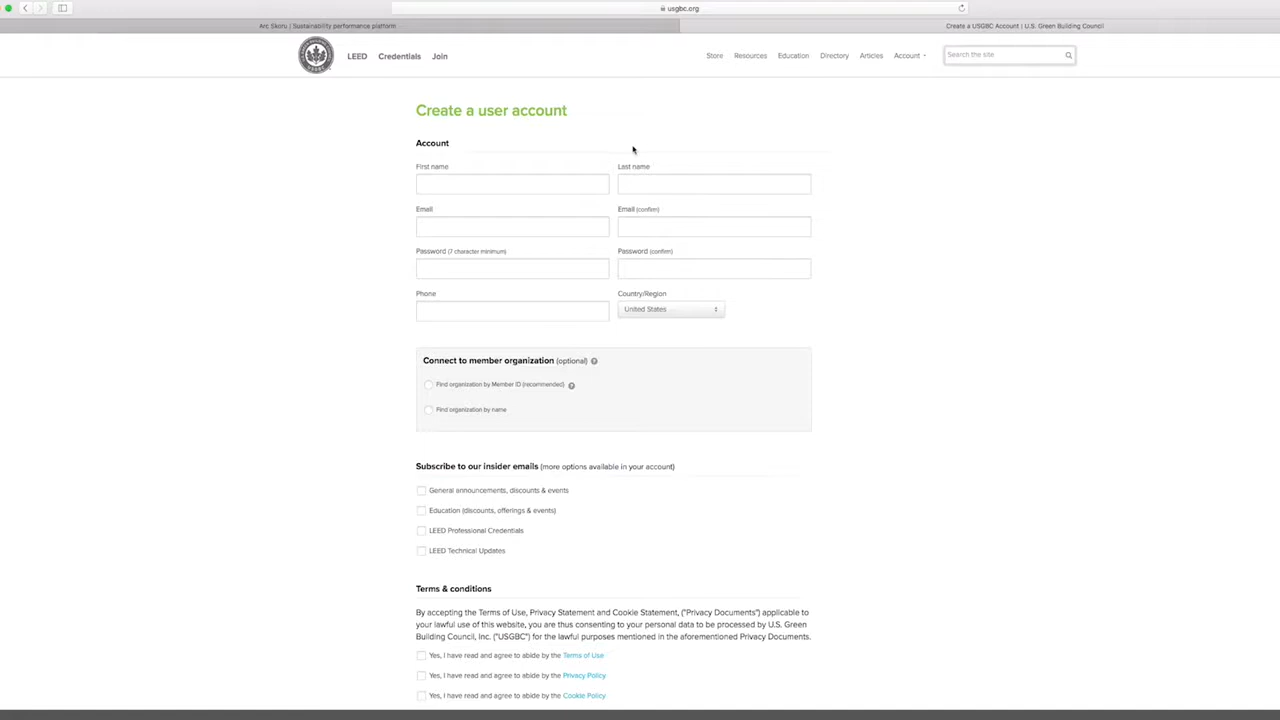 usgbc.org
Arc Skoru | Sustainability performance platform
Create a USGBC Account | U.S. Green Building Council
LEED Credentials Join
Store Resources Education Directory Articles Account
Search the site
Create a user account
Account
First name Last name
Email Email (confirm)
Password (7 character minimum) Password (confirm)
Phone Country/Region
United States
Connect to member organization (optional) ?
Find organization by Member ID (recommended) ?
Find organization by name
Subscribe to our insider emails (more options available in your account)
General announcements, discounts & events
Education (discounts, offerings & events)
LEED Professional Credentials
LEED Technical Updates
Terms & conditions
By accepting the Terms of Use, Privacy Statement and Cookie Statement, ("Privacy Documents") applicable to
your lawful use of this website, you are thus consenting to your personal data to be processed by U.S. Green
Building Council, Inc. ("USGBC") for the lawful purposes mentioned in the aforementioned Privacy Documents.
Yes, I have read and agree to abide by the Terms of Use
Yes, I have read and agree to abide by the Privacy Policy
Yes, I have read and agree to abide by the Cookie Policy